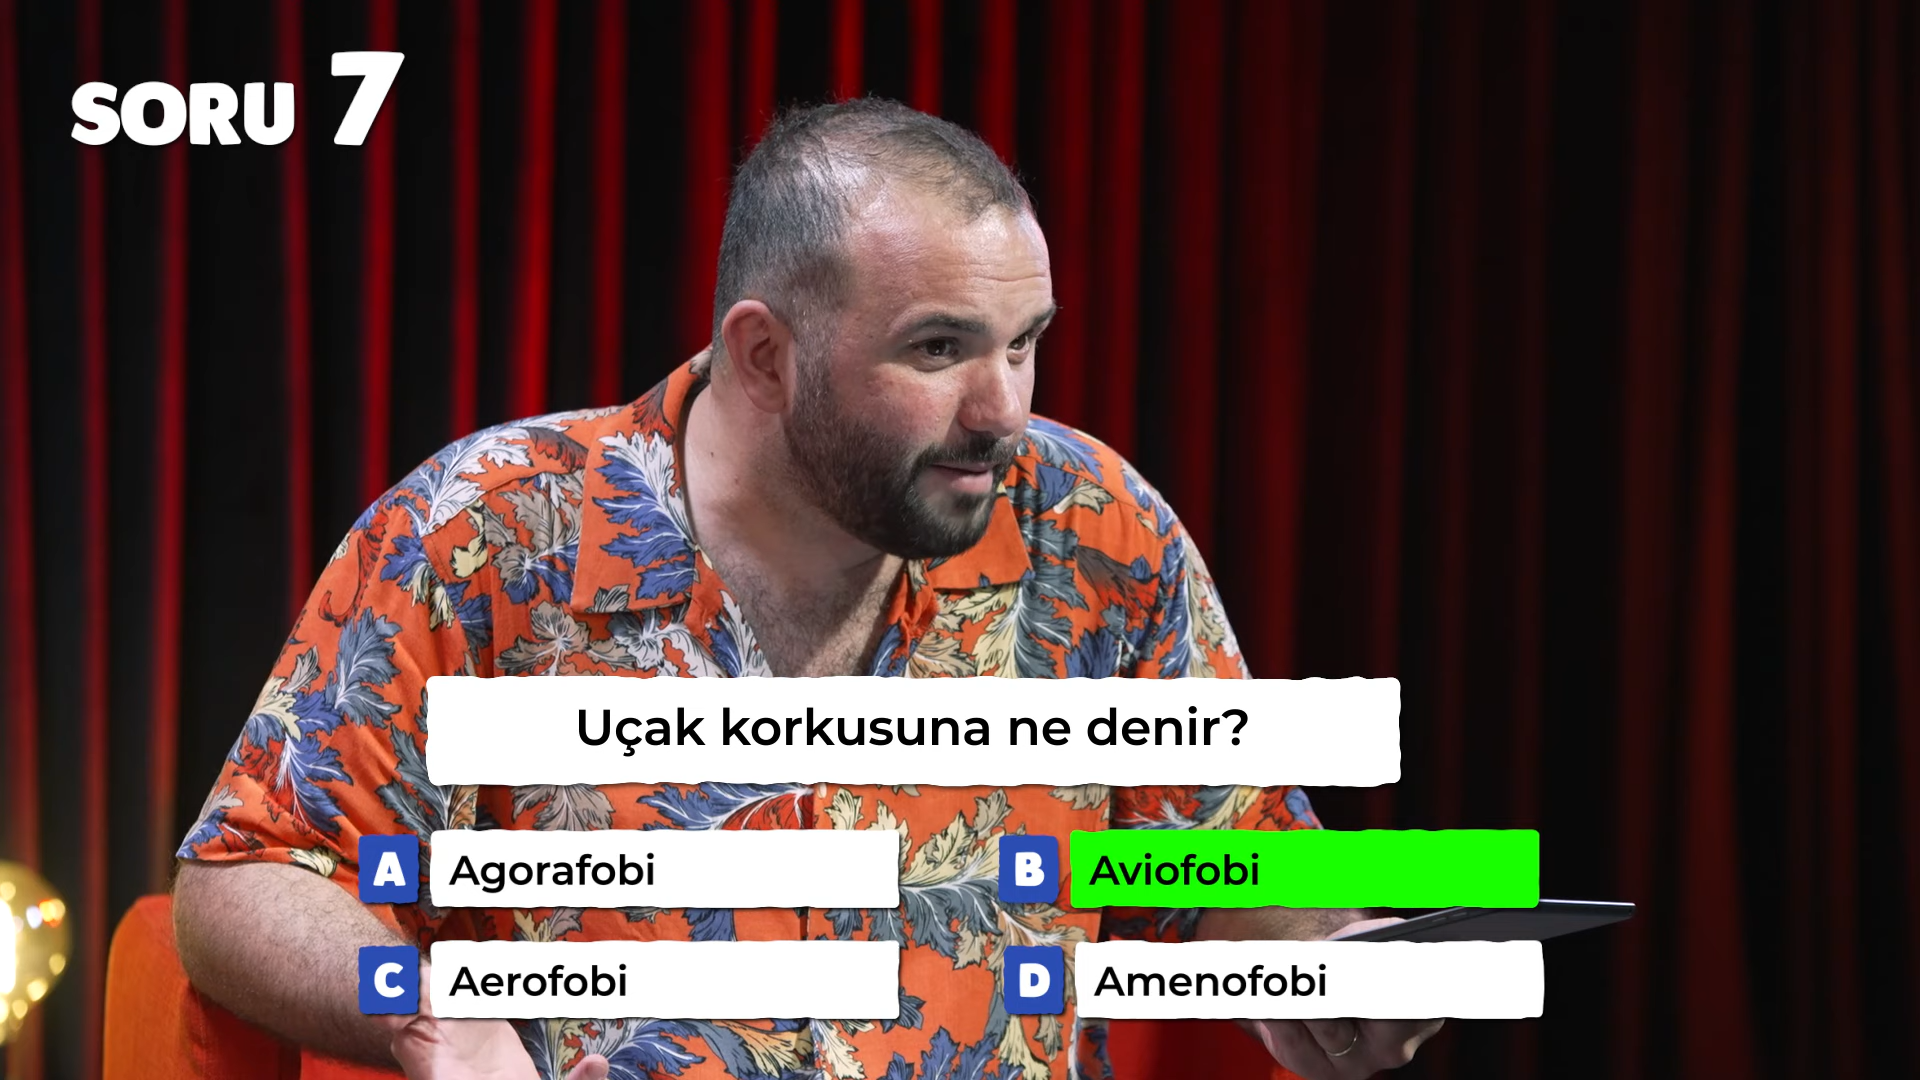 SORU 7
Uçak korkusuna ne denir?
A Agorafobi
B Aviofobi
C Aerofobi
D Amenofobi